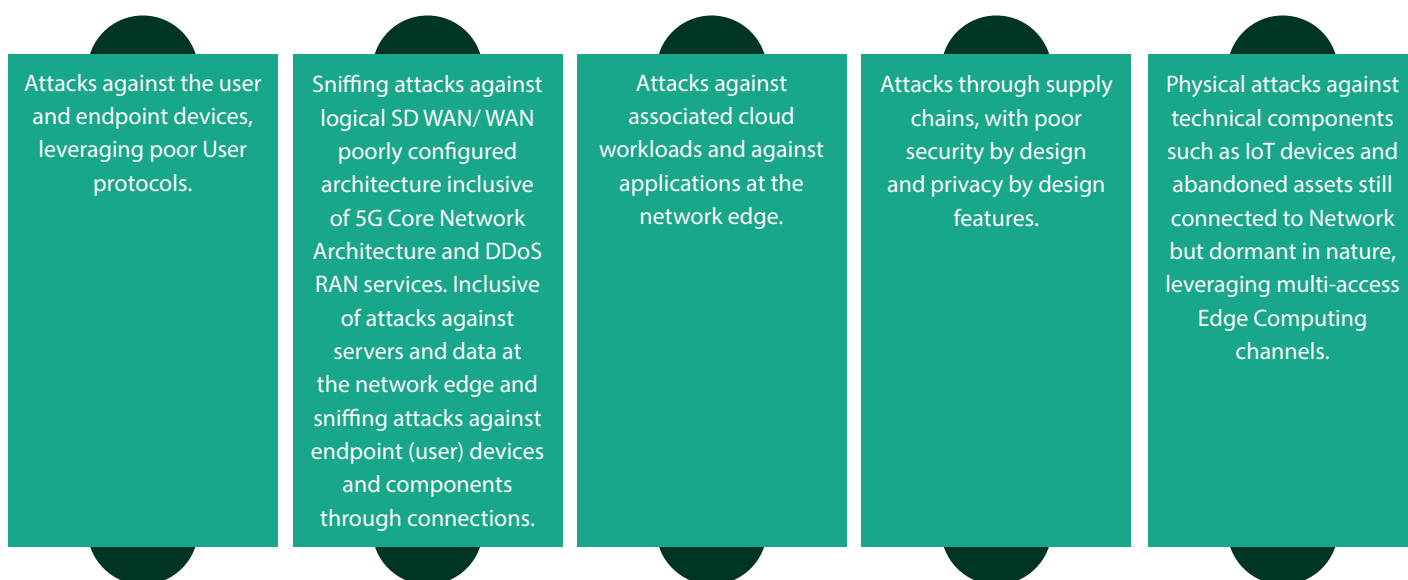 Attacks against the user
and endpoint devices,
leveraging poor User
protocols.
Sniffing attacks against
logical SD WAN/ WAN
poorly configured
architecture inclusive
of 5G Core Network
Architecture and DDoS
RAN services. Inclusive
of attacks against
servers and data at
the network edge and
sniffing attacks against
endpoint (user) devices
and components
through connections.
Attacks against
associated cloud
workloads and against
applications at the
network edge.
Attacks through supply
chains, with poor
security by design
and privacy by design
features.
Physical attacks against
technical components
such as IoT devices and
abandoned assets still
connected to Network
but dormant in nature,
leveraging multi-access
Edge Computing
channels.